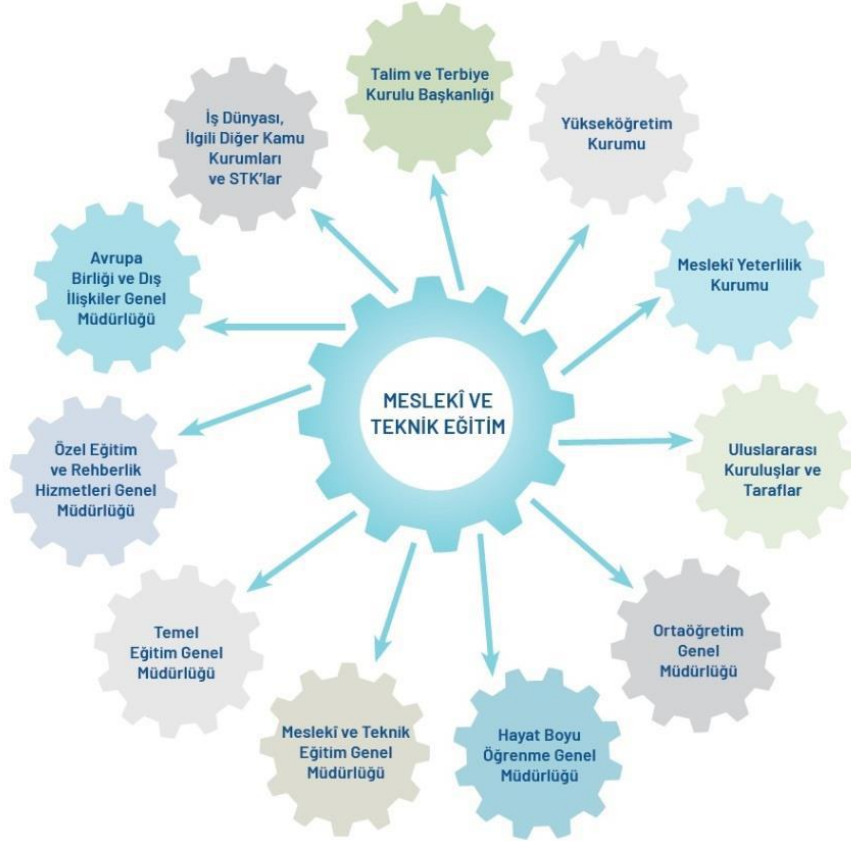 Talim ve Terbiye
Kurulu Başkanlığı
Yükseköğretim
Kurumu
Meslekî Yeterlilik
Kurumu
Uluslararası
Kuruluşlar ve
Taraflar
Ortaöğretim
Genel
Müdürlüğü
Hayat Boyu
Öğrenme Genel
Müdürlüğü
Meslekî ve Teknik
Eğitim Genel
Müdürlüğü
Temel
Eğitim Genel
Müdürlüğü
Özel Eğitim
ve Rehberlik
Hizmetleri Genel
Müdürlüğü
Avrupa
Birliği ve Dış
İlişkiler Genel
Müdürlüğü
İş Dünyası,
İlgili Diğer Kamu
Kurumları
ve STK'lar
MESLEKÎ VE
TEKNİK EĞİTİM